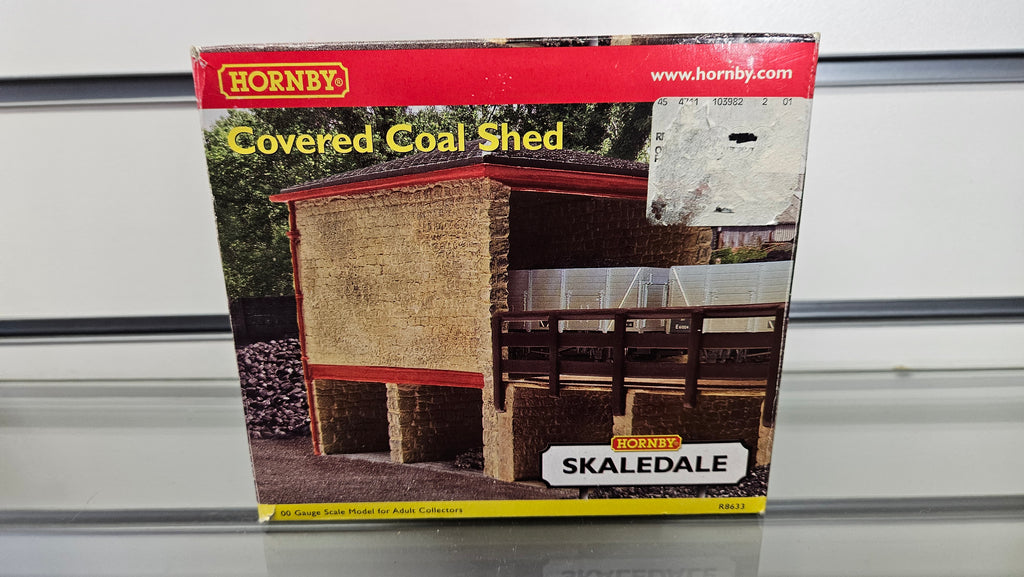 HORNBY®
www.hornby.com
45 4711 103982 2 01
Covered Coal Shed
HORNBY
SKALEDALE
00 Gauge Scale Model for Adult Collectors
R8633